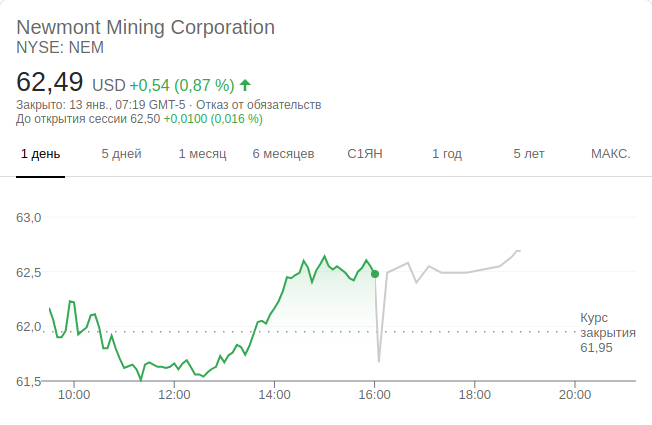 Newmont Mining Corporation
NYSE: NEM
62,49 USD +0,54 (0,87 %)
Закрыто: 13 янв., 07:19 GMT-5 · Отказ от обязательств
До открытия сессии 62,50 +0,0100 (0,016 %)
1 день 5 дней 1 месяц 6 месяцев С1ЯН 1 год 5 лет МАКС.
63,0
62,5
62,0
61,5
Курс
закрытия
61,95
10:00 12:00 14:00 16:00 18:00 20:00